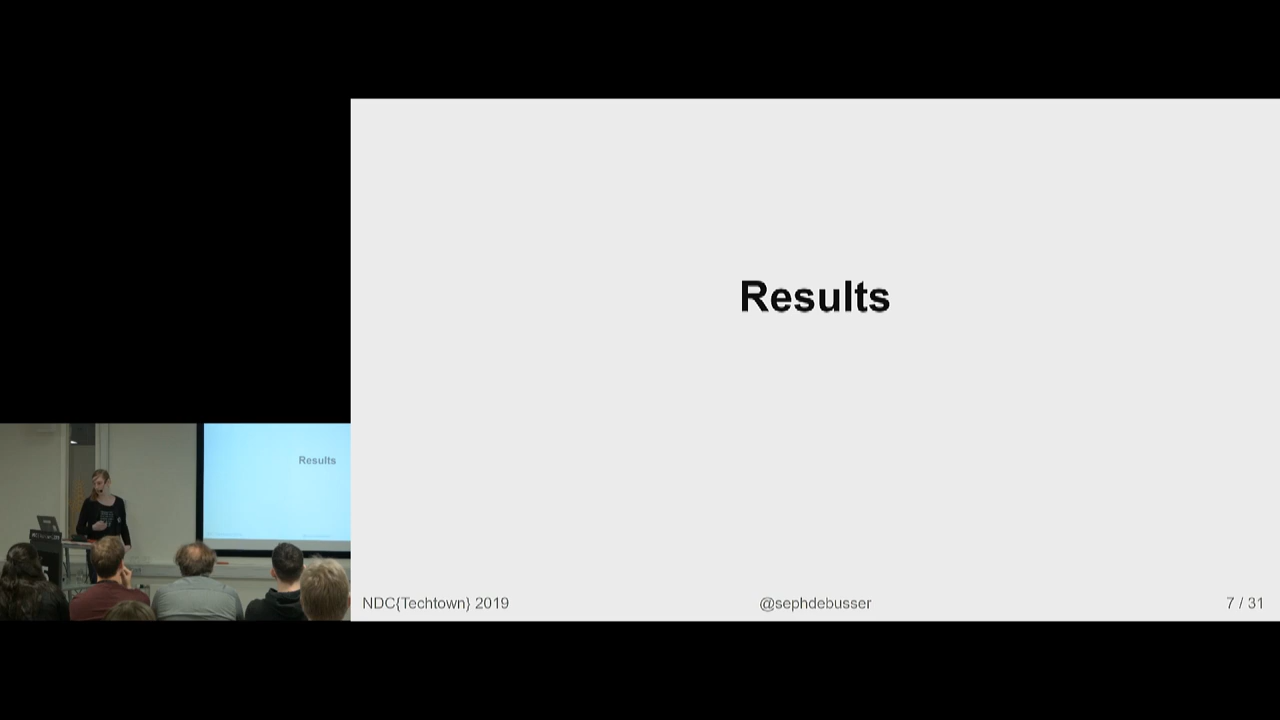 Results
NDC{Techtown} 2019
@sephdebusser
7 / 31
Results